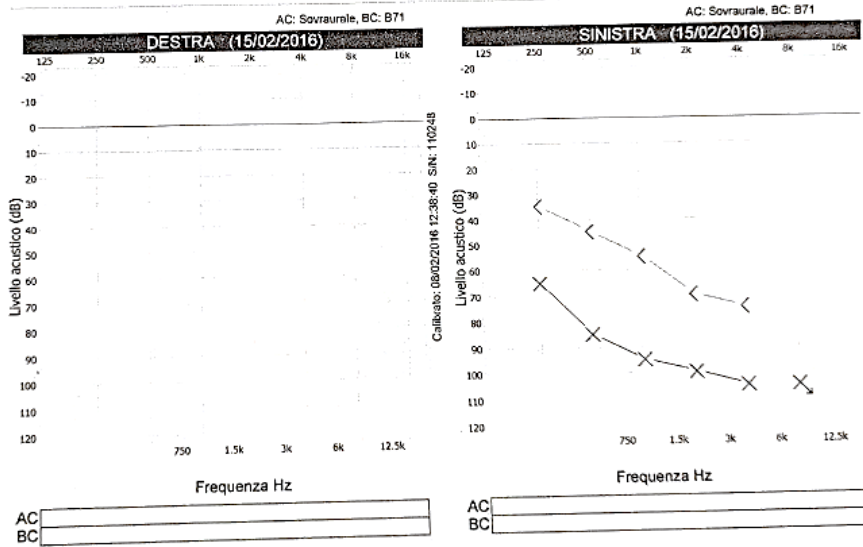 AC: Sovraurale, BC: B71
DESTRA (15/02/2016)
125 250 500 1k 2k 4k 8k 16k
-20
-10
0
10
20
30
40
50
60
70
80
90
100
110
120
Livello acustico (dB)
750 1.5k 3k 6k 12.5k
Frequenza Hz
AC
BC
Calibrato: 08/02/2016 12:38:40 S/N: 110248
AC: Sovraurale, BC: B71
SINISTRA (15/02/2016)
125 250 500 1k 2k 4k 8k 16k
-20
-10
0
10
20
30
40
50
60
70
80
90
100
110
120
Livello acustico (dB)
750 1.5k 3k 6k 12.5k
Frequenza Hz
AC
BC